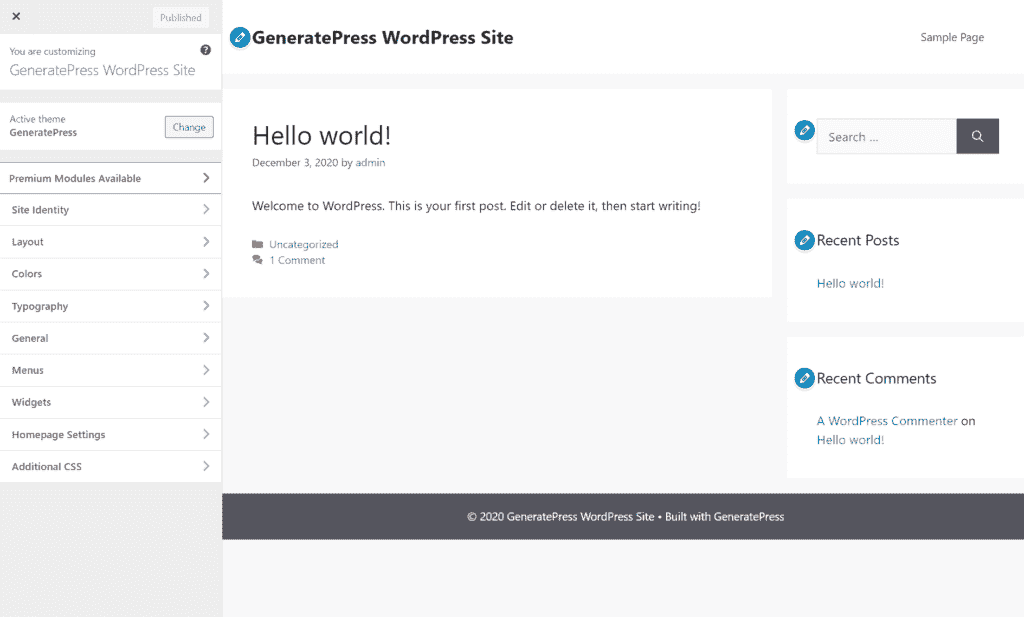 Published
You are customizing
GeneratePress WordPress Site
Active theme
GeneratePress
Change
Premium Modules Available
Site Identity
Layout
Colors
Typography
General
Menus
Widgets
Homepage Settings
Additional CSS
GeneratePress WordPress Site
Sample Page
Hello world!
December 3, 2020 by admin
Welcome to WordPress. This is your first post. Edit or delete it, then start writing!
Uncategorized
1 Comment
Search ...
Recent Posts
Hello world!
Recent Comments
A WordPress Commenter on
Hello world!
© 2020 GeneratePress WordPress Site • Built with GeneratePress